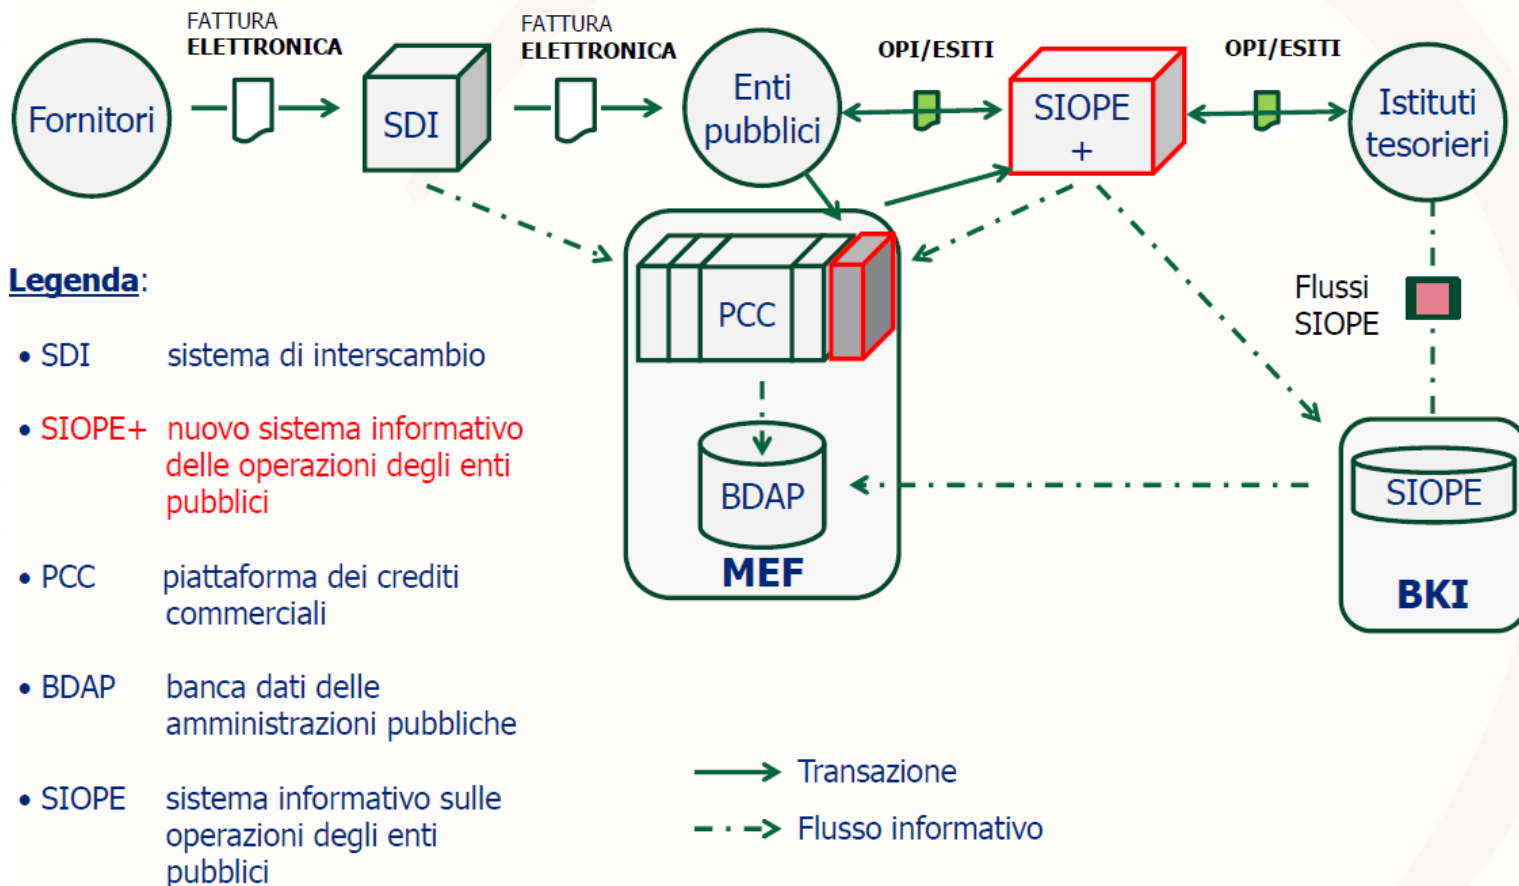 FATTURA
ELETTRONICA
FATTURA
ELETTRONICA
OPI/ESITI
OPI/ESITI
Fornitori
SDI
Enti
pubblici
SIOPE
+
Istituti
tesorieri
PCC
BDAP
MEF
Flussi
SIOPE
SIOPE
BKI
Legenda:
• SDI sistema di interscambio
• SIOPE+ nuovo sistema informativo
delle operazioni degli enti
pubblici
• PCC piattaforma dei crediti
commerciali
• BDAP banca dati delle
amministrazioni pubbliche
• SIOPE sistema informativo sulle
operazioni degli enti
pubblici
Transazione
Flusso informativo